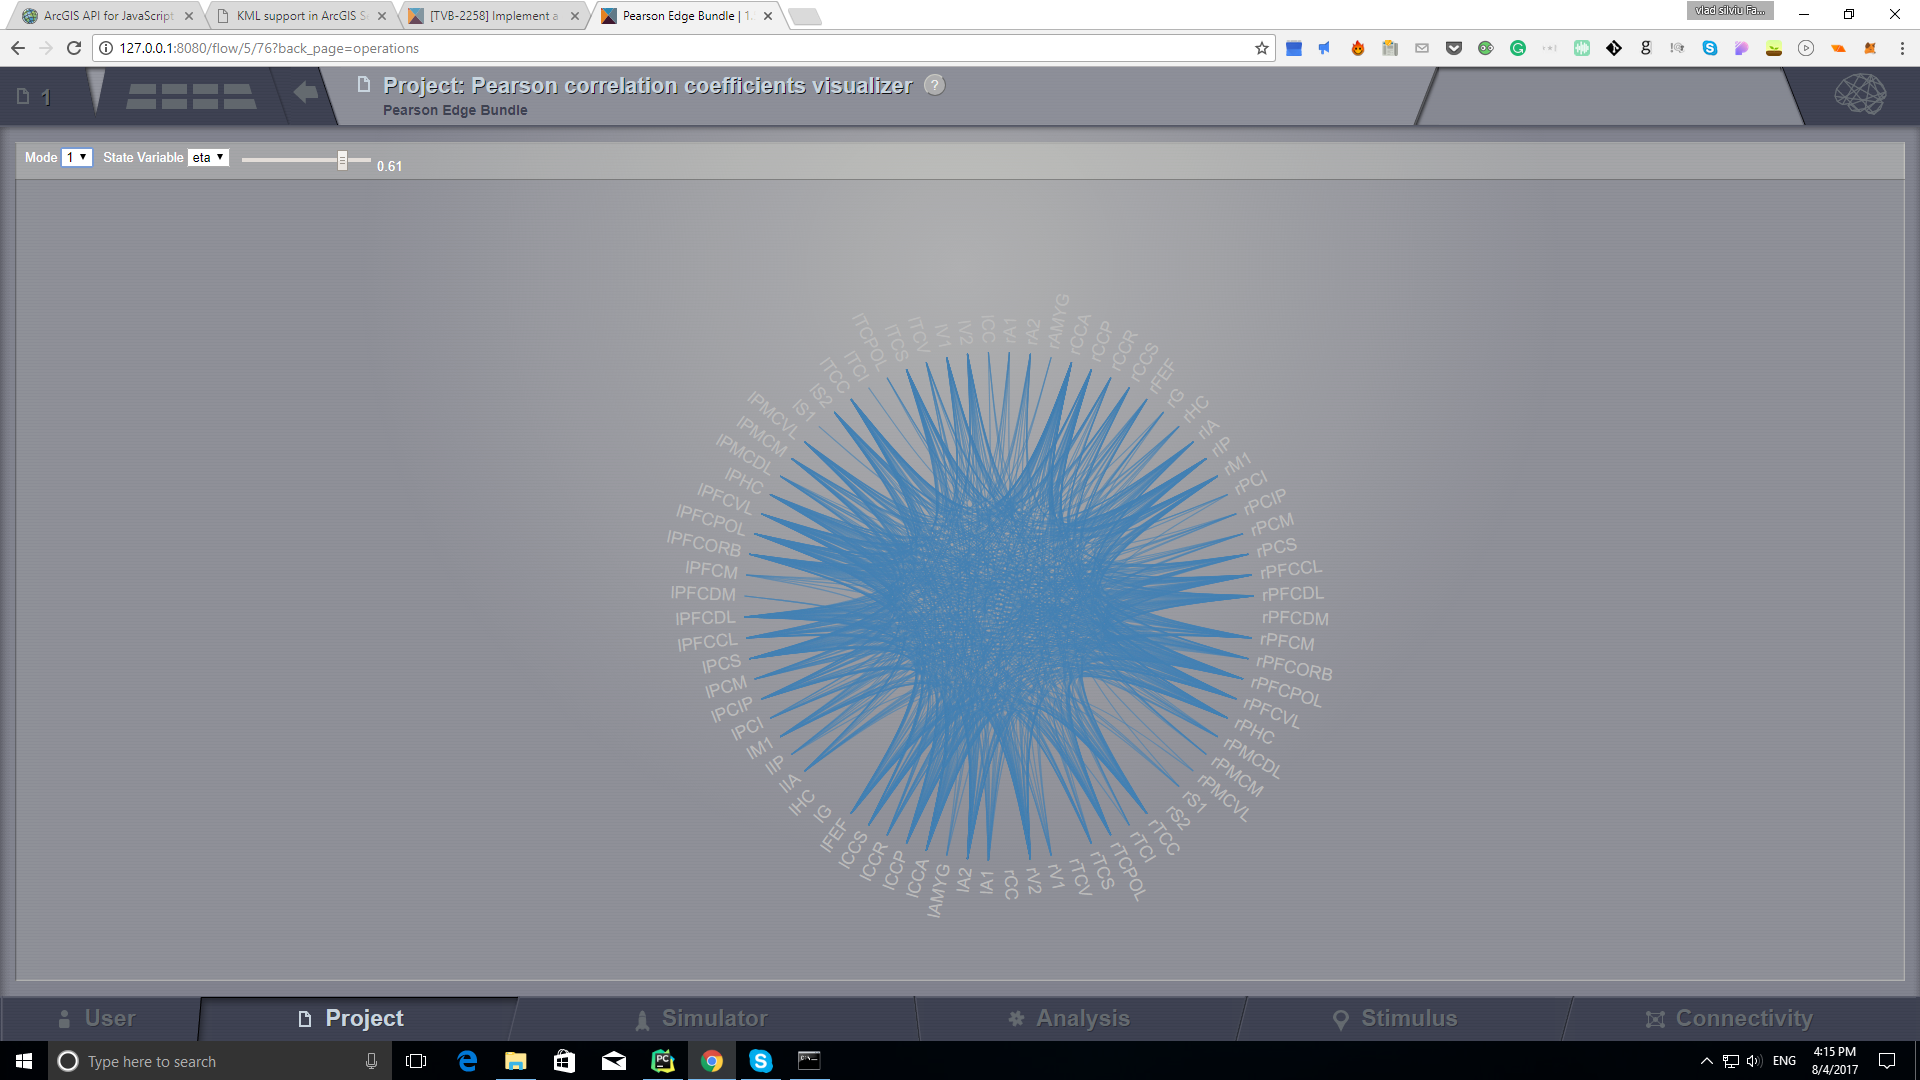 ArcGIS API for JavaScript
KML support in ArcGIS Se
[TVB-2258] Implement a
Pearson Edge Bundle | 1.
vlad silviu Fa...
127.0.0.1:8080/flow/5/76?back_page=operations
1
Project: Pearson correlation coefficients visualizer ?
Pearson Edge Bundle
Mode 1 State Variable eta 0.61
rA1
rA2
rAMYG
rCCA
rCCP
rCCR
rCCS
rFEF
rG
rHC
rIA
rIP
rM1
rPCI
rPCIP
rPCM
rPCS
rPFCCL
rPFCDL
rPFCDM
rPFCM
rPFCORB
rPFCPOL
rPFCVL
rPHC
rPMCDL
rPMCM
rPMCVL
rS1
rS2
rTCC
rTCI
rTCPOL
rTCS
rTCV
rV1
rV2
rCC
lA1
lA2
lAMYG
lCCA
lCCP
lCCR
lCCS
lFEF
lG
lHC
lIA
lIP
lM1
lPCI
lPCIP
lPCM
lPCS
lPFCCL
lPFCDL
lPFCDM
lPFCM
lPFCORB
lPFCPOL
lPFCVL
lPHC
lPMCDL
lPMCM
lPMCVL
lS1
lS2
lTCC
lTCI
lTCPOL
lTCS
lTCV
lV1
lV2
lCC
User
Project
Simulator
Analysis
Stimulus
Connectivity
Type here to search
ENG
4:15 PM
8/4/2017